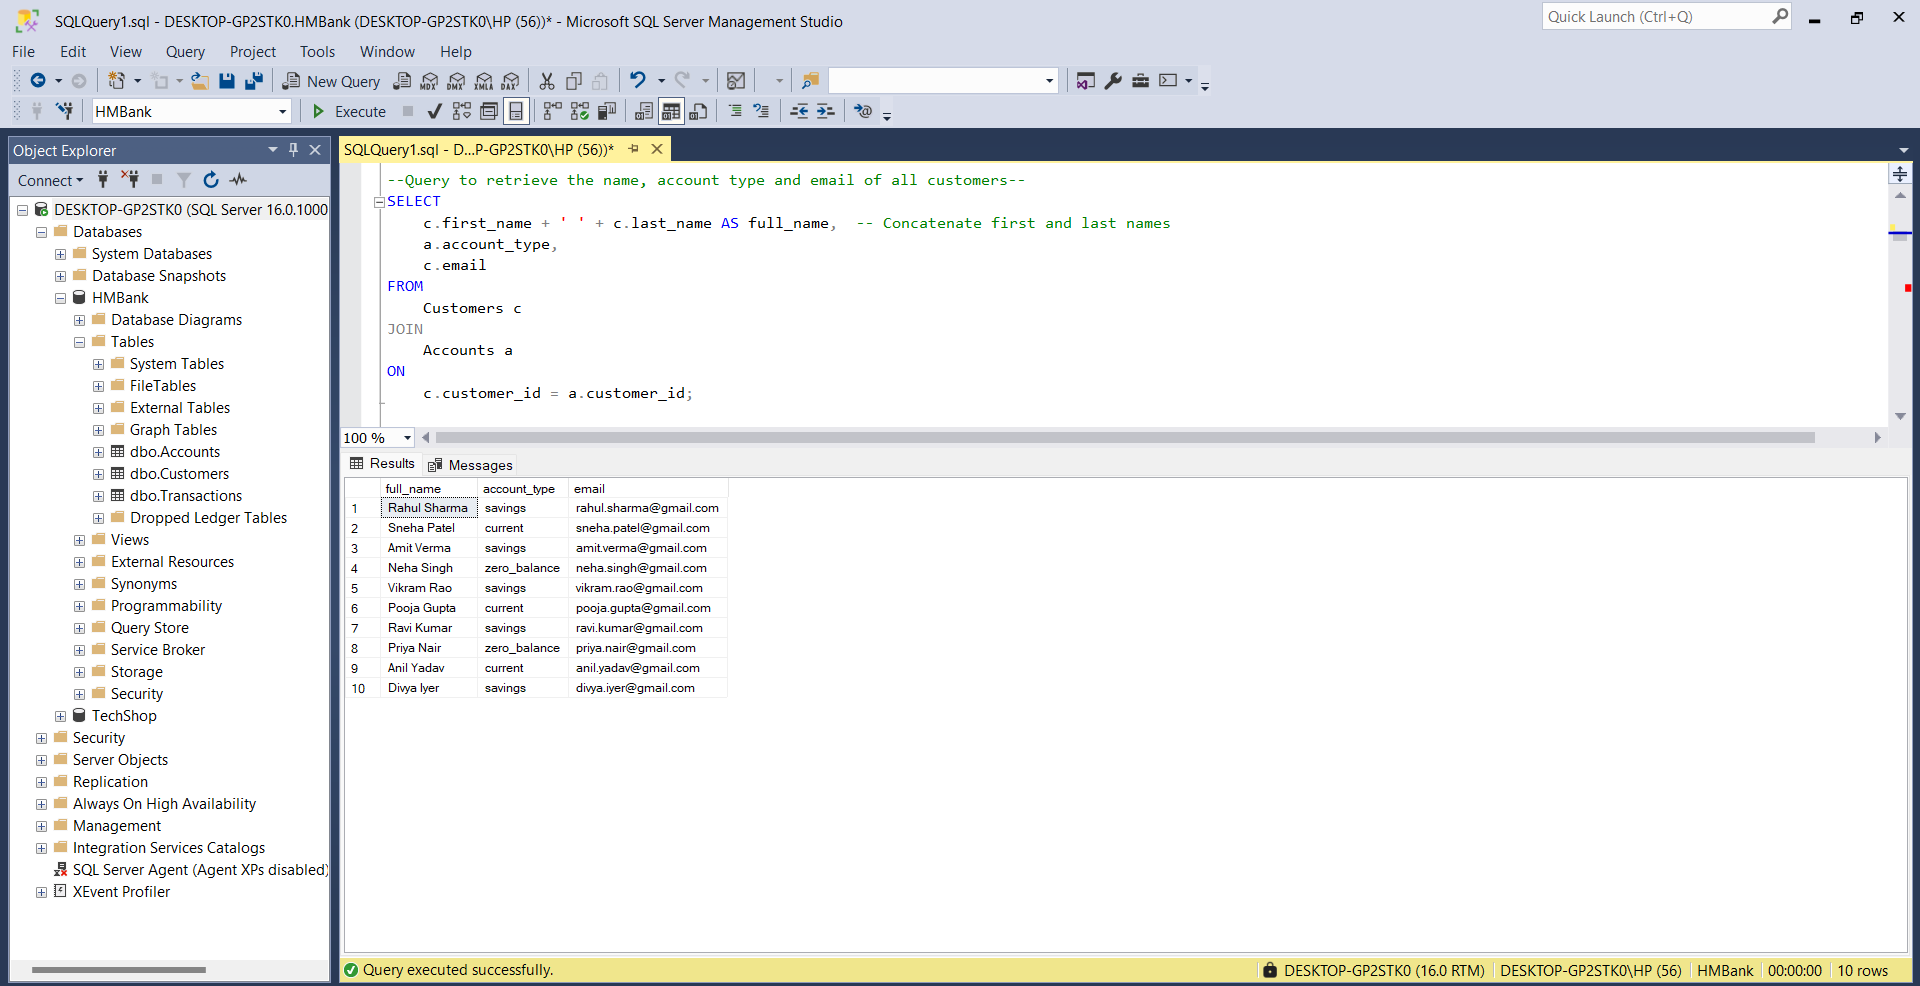 SQLQuery1.sql - DESKTOP-GP2STK0.HMBank (DESKTOP-GP2STK0\HP (56))* - Microsoft SQL Server Management Studio
Quick Launch (Ctrl+Q)
File Edit View Query Project Tools Window Help
New Query MDX DMX XMLA DAX
HMBank Execute
Object Explorer
Connect
DESKTOP-GP2STK0 (SQL Server 16.0.1000
Databases
System Databases
Database Snapshots
HMBank
Database Diagrams
Tables
System Tables
FileTables
External Tables
Graph Tables
dbo.Accounts
dbo.Customers
dbo.Transactions
Dropped Ledger Tables
Views
External Resources
Synonyms
Programmability
Query Store
Service Broker
Storage
Security
TechShop
Security
Server Objects
Replication
Always On High Availability
Management
Integration Services Catalogs
SQL Server Agent (Agent XPs disabled)
XEvent Profiler
SQLQuery1.sql - D...P-GP2STK0\HP (56))*
--Query to retrieve the name, account type and email of all customers--
SELECT
c.first_name + ' ' + c.last_name AS full_name, -- Concatenate first and last names
a.account_type,
c.email
FROM
Customers c
JOIN
Accounts a
ON
c.customer_id = a.customer_id;
100 %
Results Messages
full_name account_type email
1 Rahul Sharma savings rahul.sharma@gmail.com
2 Sneha Patel current sneha.patel@gmail.com
3 Amit Verma savings amit.verma@gmail.com
4 Neha Singh zero_balance neha.singh@gmail.com
5 Vikram Rao savings vikram.rao@gmail.com
6 Pooja Gupta current pooja.gupta@gmail.com
7 Ravi Kumar savings ravi.kumar@gmail.com
8 Priya Nair zero_balance priya.nair@gmail.com
9 Anil Yadav current anil.yadav@gmail.com
10 Divya Iyer savings divya.iyer@gmail.com
Query executed successfully.
DESKTOP-GP2STK0 (16.0 RTM) DESKTOP-GP2STK0\HP (56) HMBank 00:00:00 10 rows